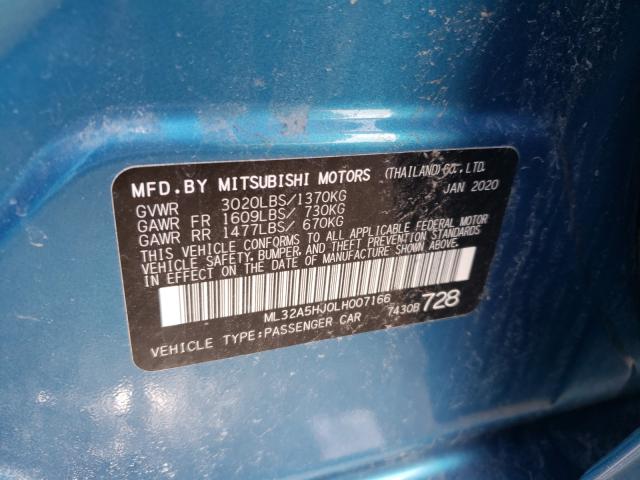 MFD.BY MITSUBISHI MOTORS (THAILAND)CO.,LTD.
JAN 2020
GVWR 3020LBS/1370KG
GAWR FR 1609LBS/ 730KG
GAWR RR 1477LBS/ 670KG
THIS VEHICLE CONFORMS TO ALL APPLICABLE FEDERAL MOTOR
VEHICLE SAFETY, BUMPER, AND THEFT PREVENTION STANDARDS
IN EFFECT ON THE DATE OF MANUFACTURE SHOWN ABOVE.
ML32A5HJ0LH007166
7430B 728
VEHICLE TYPE:PASSENGER CAR